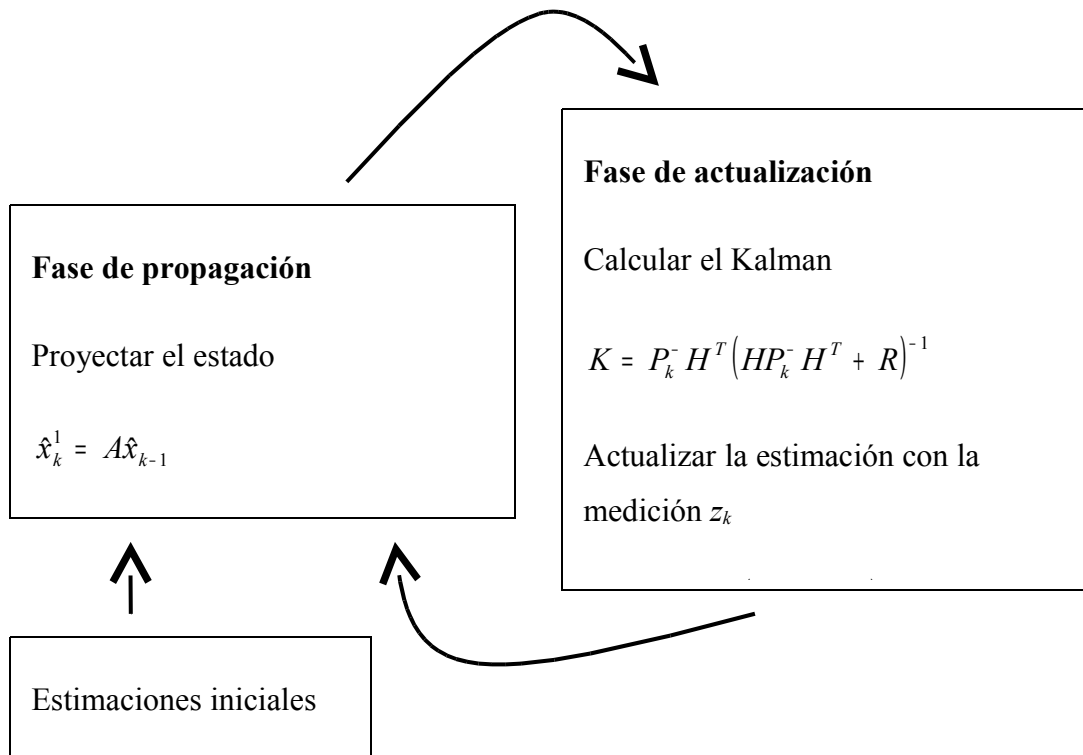 Fase de propagación
Proyectar el estado
x̂_k^1 = Ax̂_{k-1}
Estimaciones iniciales
Fase de actualización
Calcular el Kalman
K = P_k^- H^T (HP_k^- H^T + R)^{-1}
Actualizar la estimación con la
medición z_k